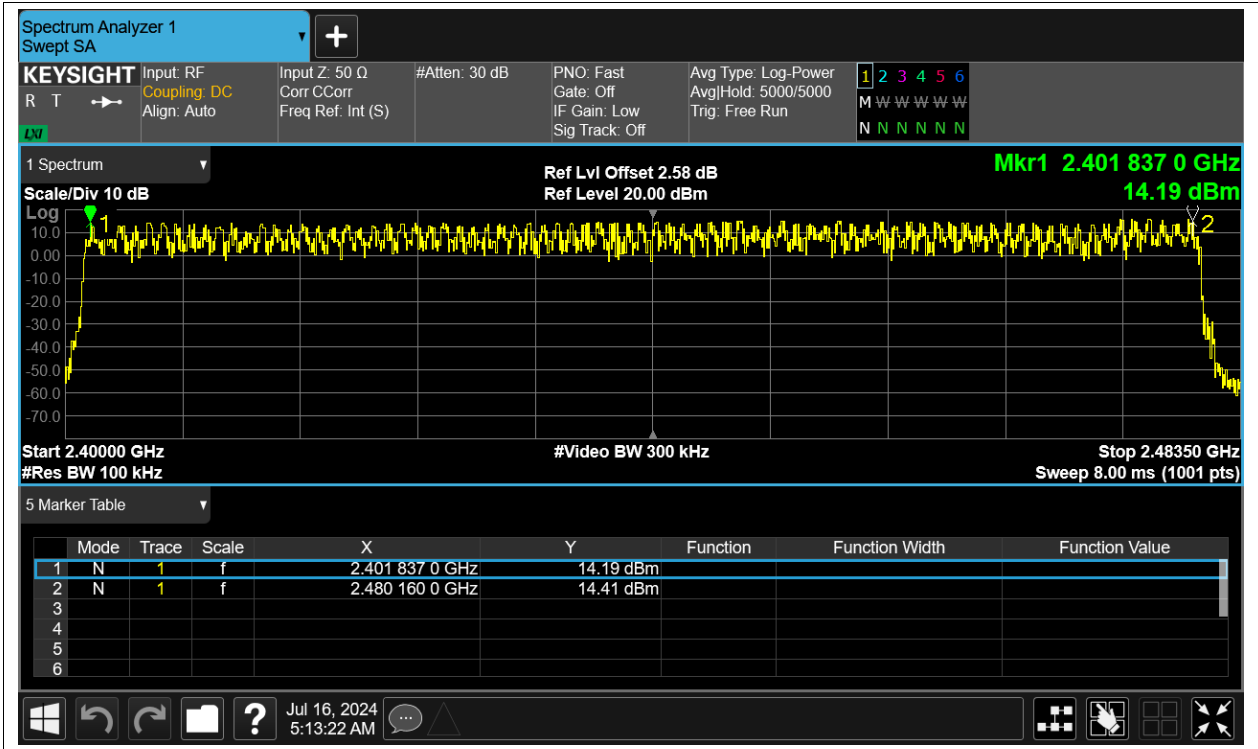 Spectrum Analyzer 1
Swept SA
KEYSIGHT
R T
LXI
Input: RF
Coupling: DC
Align: Auto
Input Z: 50 Ω
Corr CCorr
Freq Ref: Int (S)
#Atten: 30 dB
PNO: Fast
Gate: Off
IF Gain: Low
Sig Track: Off
Avg Type: Log-Power
Avg|Hold: 5000/5000
Trig: Free Run
1 2 3 4 5 6
M W W W W W
N N N N N N
1 Spectrum
Scale/Div 10 dB
Ref Lvl Offset 2.58 dB
Ref Level 20.00 dBm
Mkr1 2.401 837 0 GHz
14.19 dBm
Log
1
2
10.0
0.00
-10.0
-20.0
-30.0
-40.0
-50.0
-60.0
-70.0
Start 2.40000 GHz
#Res BW 100 kHz
#Video BW 300 kHz
Stop 2.48350 GHz
Sweep 8.00 ms (1001 pts)
5 Marker Table
Mode Trace Scale X Y Function Function Width Function Value
1 N 1 f 2.401 837 0 GHz 14.19 dBm
2 N 1 f 2.480 160 0 GHz 14.41 dBm
3
4
5
6
?
Jul 16, 2024
5:13:22 AM